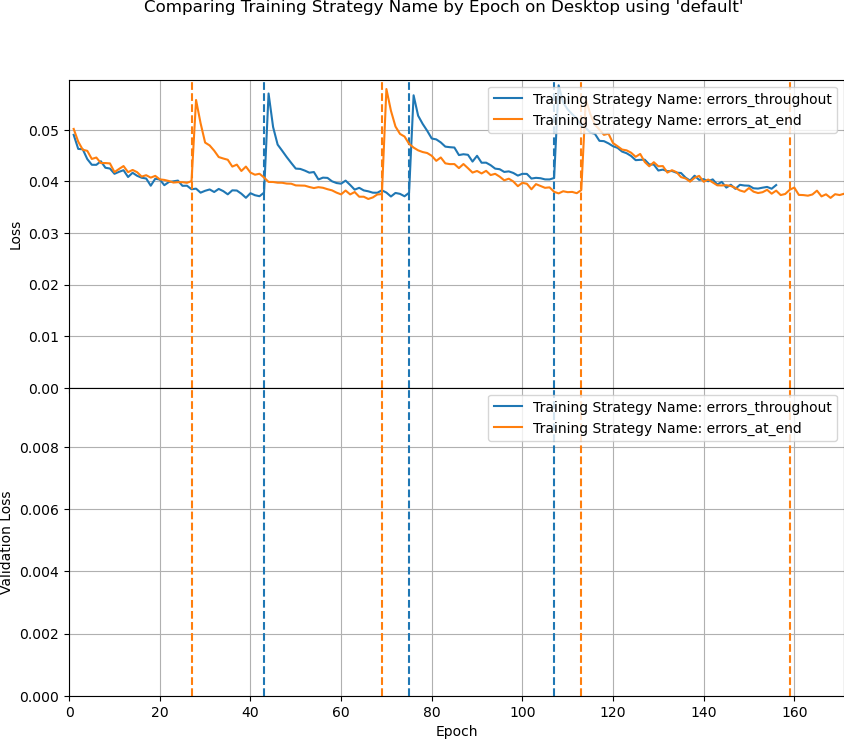 Comparing Training Strategy Name by Epoch on Desktop using 'default'
Training Strategy Name: errors_throughout
Training Strategy Name: errors_at_end
0.05
0.04
0.03
0.02
0.01
0.00
Loss
Training Strategy Name: errors_throughout
Training Strategy Name: errors_at_end
0.008
0.006
0.004
0.002
0.000
Validation Loss
0 20 40 60 80 100 120 140 160
Epoch